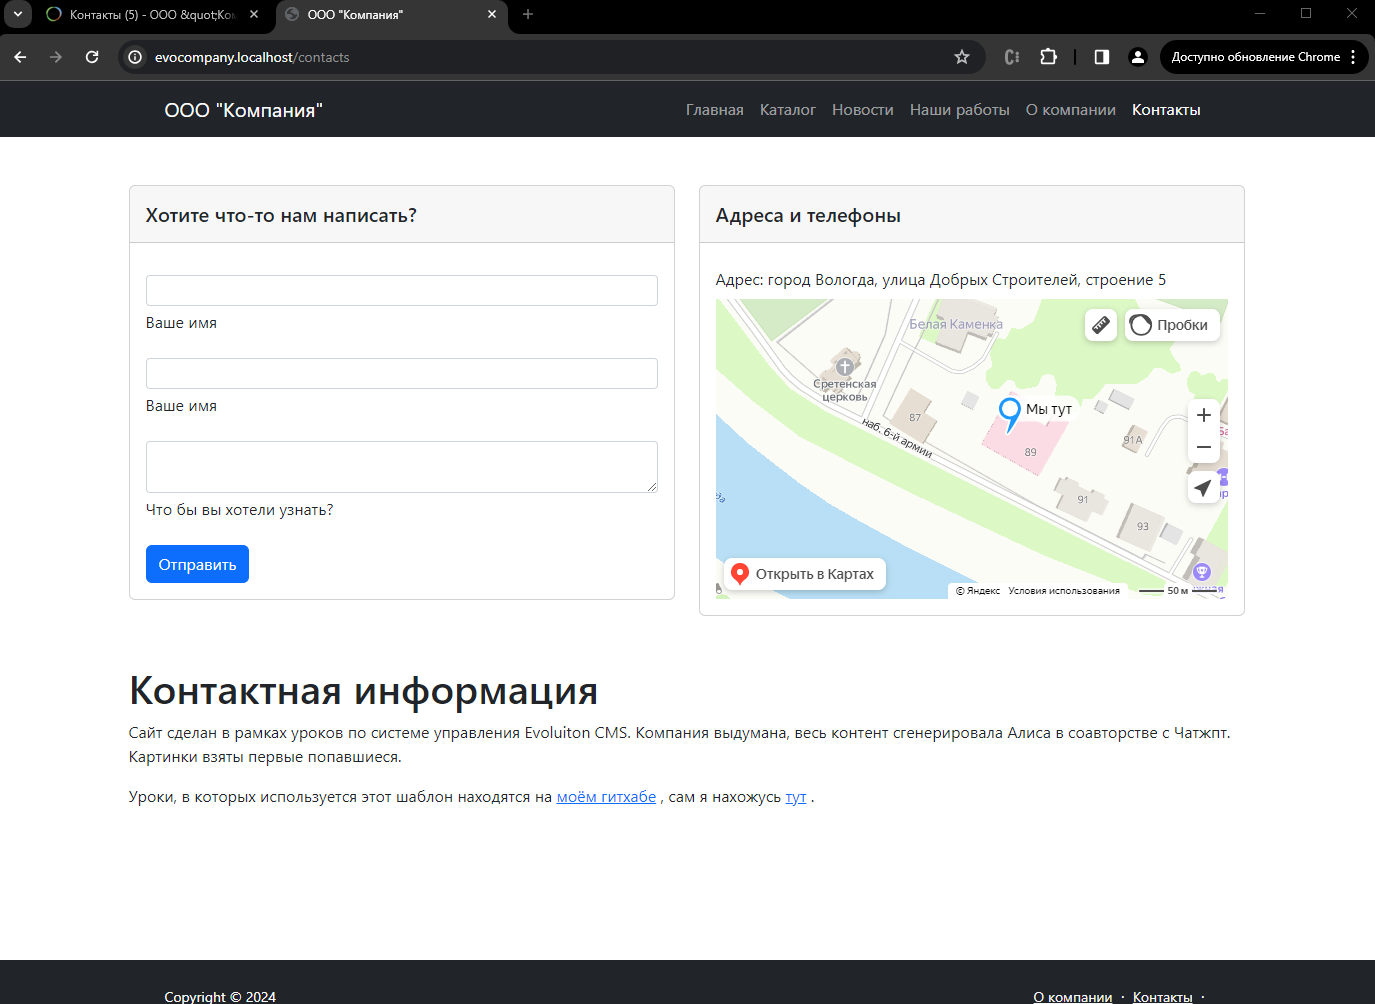 Контакты (5) - ООО &quot;Ком
ООО "Компания"
evocompany.localhost/contacts
Доступно обновление Chrome
ООО "Компания"
Главная Каталог Новости Наши работы О компании Контакты
Хотите что-то нам написать?
Ваше имя
Ваше имя
Что бы вы хотели узнать?
Отправить
Адреса и телефоны
Адрес: город Вологда, улица Добрых Строителей, строение 5
Белая Каменка
Пробки
Сретенская
церковь
Мы тут
87
наб. 6-й армии
91А
89
91
93
Открыть в Картах
© Яндекс Условия использования 50 м
Контактная информация
Сайт сделан в рамках уроков по системе управления Evoluiton CMS. Компания выдумана, весь контент сгенерировала Алиса в соавторстве с Чатжпт.
Картинки взяты первые попавшиеся.
Уроки, в которых используется этот шаблон находятся на моём гитхабе , сам я нахожусь тут .
Copyright © 2024
О компании · Контакты ·